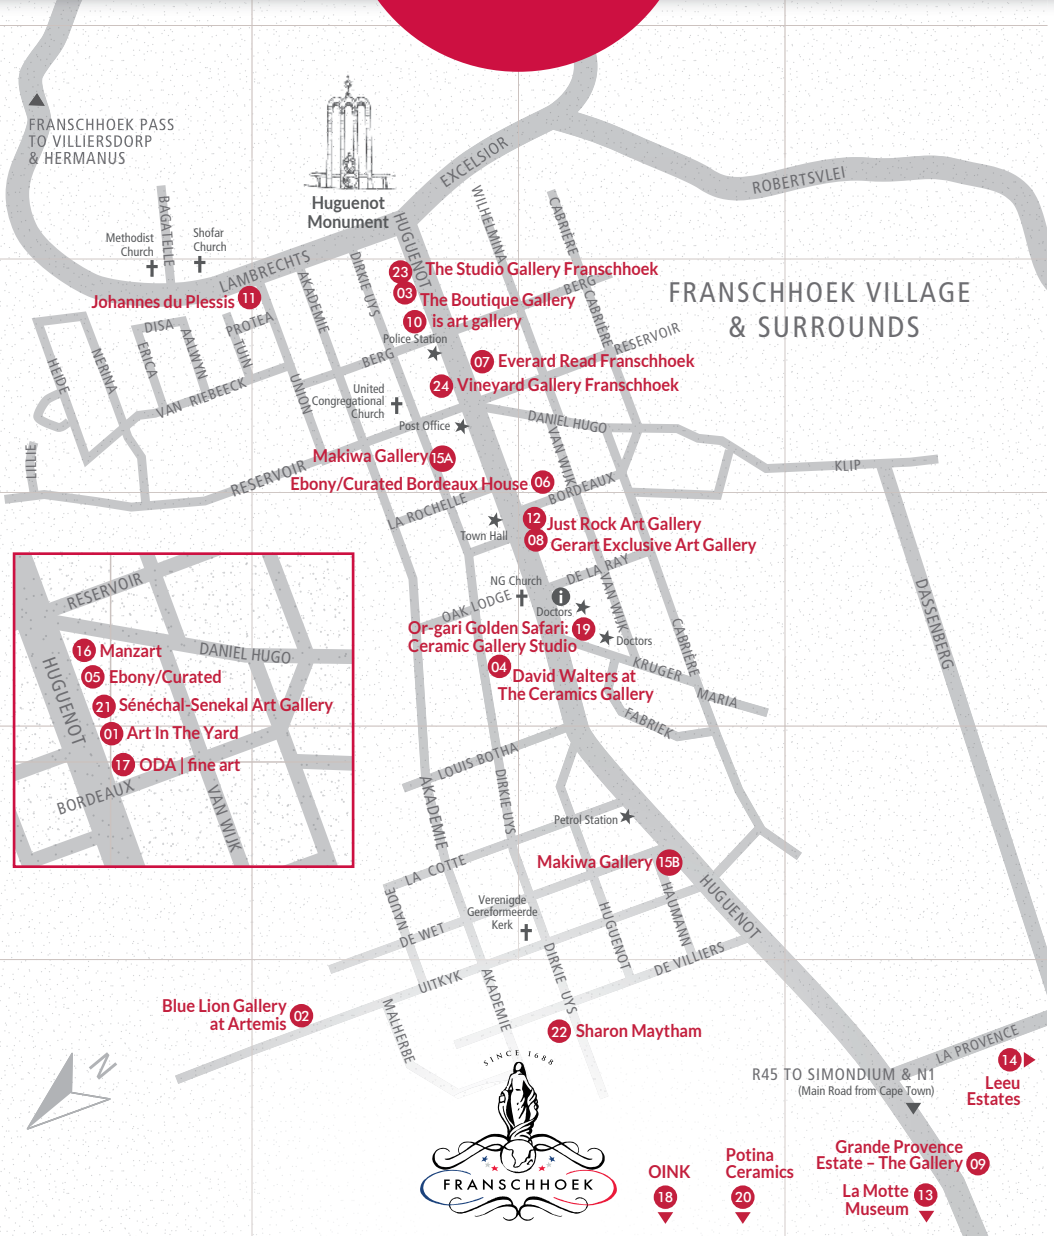 FRANSCHHOEK PASS
TO VILLIERSDORP
& HERMANUS
Huguenot
Monument
EXCELSIOR
ROBERTSVLEI
BAGATELLE
Methodist
Church
Shofar
Church
LAMBRECHTS
HUGUENOT
WILHELMINA
CABRIÈRE
BERG
CABRIÈRE
RESERVOIR
FRANSCHHOEK VILLAGE
& SURROUNDS
Johannes du Plessis 11
23 The Studio Gallery Franschhoek
03 The Boutique Gallery
10 is art gallery
Police Station
07 Everard Read Franschhoek
24 Vineyard Gallery Franschhoek
DISA
PROTEA
AKADEMIE
DIRKIE UYS
HEIDE
NERINA
ERICA
AALWYN
TUIN
VAN RIEBEECK
UNION
BERG
United
Congregational
Church
Post Office
DANIEL HUGO
VAN WIJK
LILLIE
RESERVOIR
KLIP
Makiwa Gallery 15A
Ebony/Curated Bordeaux House 06
BORDEAUX
LA ROCHELLE
Town Hall
12 Just Rock Art Gallery
08 Gerart Exclusive Art Gallery
DE LA RAY
VAN WIJK
NG Church
i
Doctors
OAK LODGE
Or-gari Golden Safari: 19
Ceramic Gallery Studio
Doctors
CABRIÈRE
DASSENBERG
04 David Walters at
The Ceramics Gallery
KRUGER
MARIA
FABRIEK
RESERVOIR
DANIEL HUGO
HUGUENOT
16 Manzart
05 Ebony/Curated
21 Sénéchal-Senekal Art Gallery
01 Art In The Yard
17 ODA | fine art
BORDEAUX
VAN WIJK
LOUIS BOTHA
AKADEMIE
DIRKIE UYS
Petrol Station
Makiwa Gallery 15B
LA COTTE
NAUDE
DE WET
Verenigde
Gereformeerde
Kerk
HUGUENOT
HAUMANN
HUGUENOT
DE VILLIERS
UITKYK
AKADEMIE
DIRKIE UYS
MALHERBE
Blue Lion Gallery
at Artemis 02
22 Sharon Maytham
N
SINCE 1688
FRANSCHHOEK
LA PROVENCE
R45 TO SIMONDIUM & N1
(Main Road from Cape Town)
14
Leeu
Estates
OINK
18
Potina
Ceramics
20
Grande Provence
Estate – The Gallery 09
La Motte 13
Museum